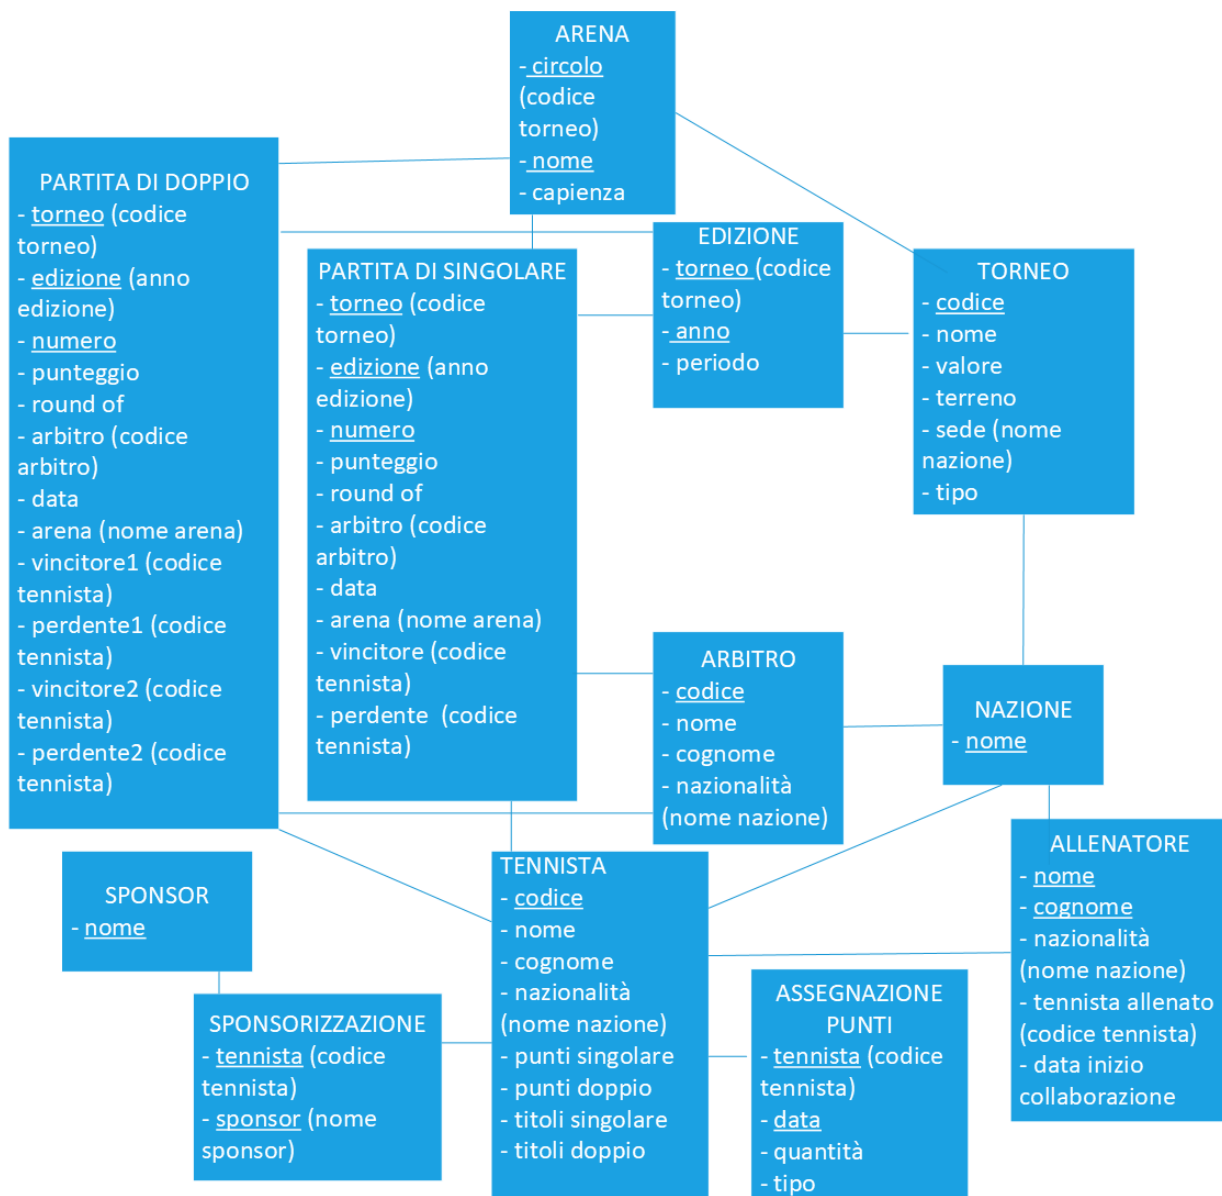 ARENA
- circolo
(codice
torneo)
- nome
- capienza
PARTITA DI DOPPIO
- torneo (codice
torneo)
- edizione (anno
edizione)
- numero
- punteggio
- round of
- arbitro (codice
arbitro)
- data
- arena (nome arena)
- vincitore1 (codice
tennista)
- perdente1 (codice
tennista)
- vincitore2 (codice
tennista)
- perdente2 (codice
tennista)
PARTITA DI SINGOLARE
- torneo (codice
torneo)
- edizione (anno
edizione)
- numero
- punteggio
- round of
- arbitro (codice
arbitro)
- data
- arena (nome arena)
- vincitore (codice
tennista)
- perdente (codice
tennista)
EDIZIONE
- torneo (codice
torneo)
- anno
- periodo
TORNEO
- codice
- nome
- valore
- terreno
- sede (nome
nazione)
- tipo
ARBITRO
- codice
- nome
- cognome
- nazionalità
(nome nazione)
NAZIONE
- nome
SPONSOR
- nome
SPONSORIZZAZIONE
- tennista (codice
tennista)
- sponsor (nome
sponsor)
TENNISTA
- codice
- nome
- cognome
- nazionalità
(nome nazione)
- punti singolare
- punti doppio
- titoli singolare
- titoli doppio
ASSEGNAZIONE
PUNTI
- tennista (codice
tennista)
- data
- quantità
- tipo
ALLENATORE
- nome
- cognome
- nazionalità
(nome nazione)
- tennista allenato
(codice tennista)
- data inizio
collaborazione